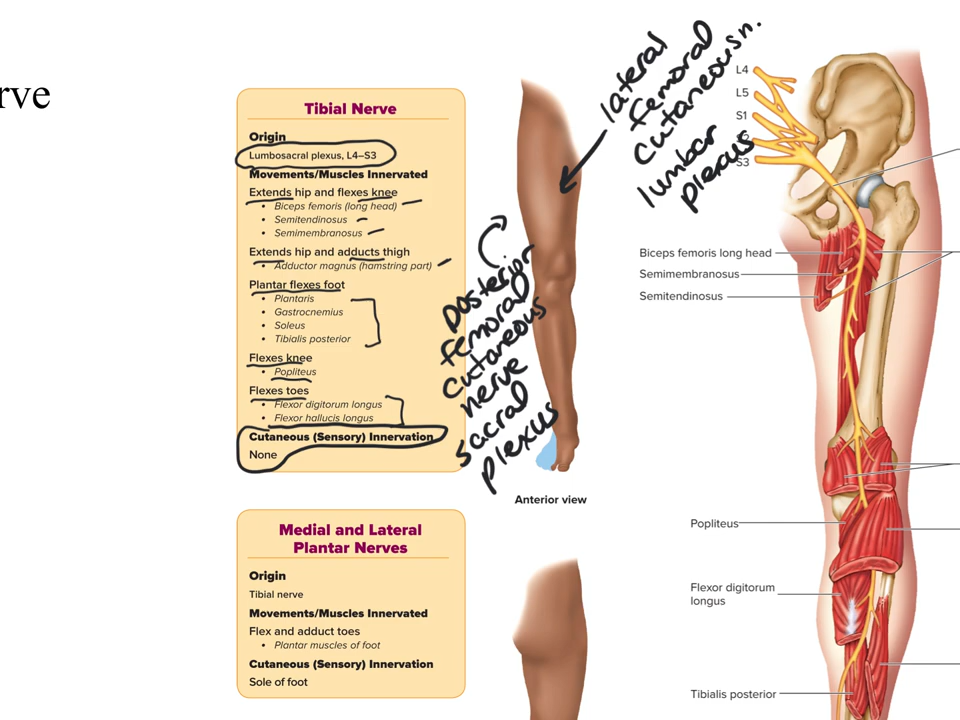 rve
Tibial Nerve
Origin
Lumbosacral plexus, L4–S3
Movements/Muscles Innervated
Extends hip and flexes knee
• Biceps femoris (long head)
• Semitendinosus
• Semimembranosus
Extends hip and adducts thigh
• Adductor magnus (hamstring part)
Plantar flexes foot
• Plantaris
• Gastrocnemius
• Soleus
• Tibialis posterior
Flexes knee
• Popliteus
Flexes toes
• Flexor digitorum longus
• Flexor hallucis longus
Cutaneous (Sensory) Innervation
None
Medial and Lateral
Plantar Nerves
Origin
Tibial nerve
Movements/Muscles Innervated
Flex and adduct toes
• Plantar muscles of foot
Cutaneous (Sensory) Innervation
Sole of foot
posterior
femoral
cutaneous
nerve
sacral
plexus
Anterior view
lateral
femoral
cutaneous n.
lumbar
plexus
L4
L5
S1
S2
S3
Biceps femoris long head
Semimembranosus
Semitendinosus
Popliteus
Flexor digitorum
longus
Tibialis posterior